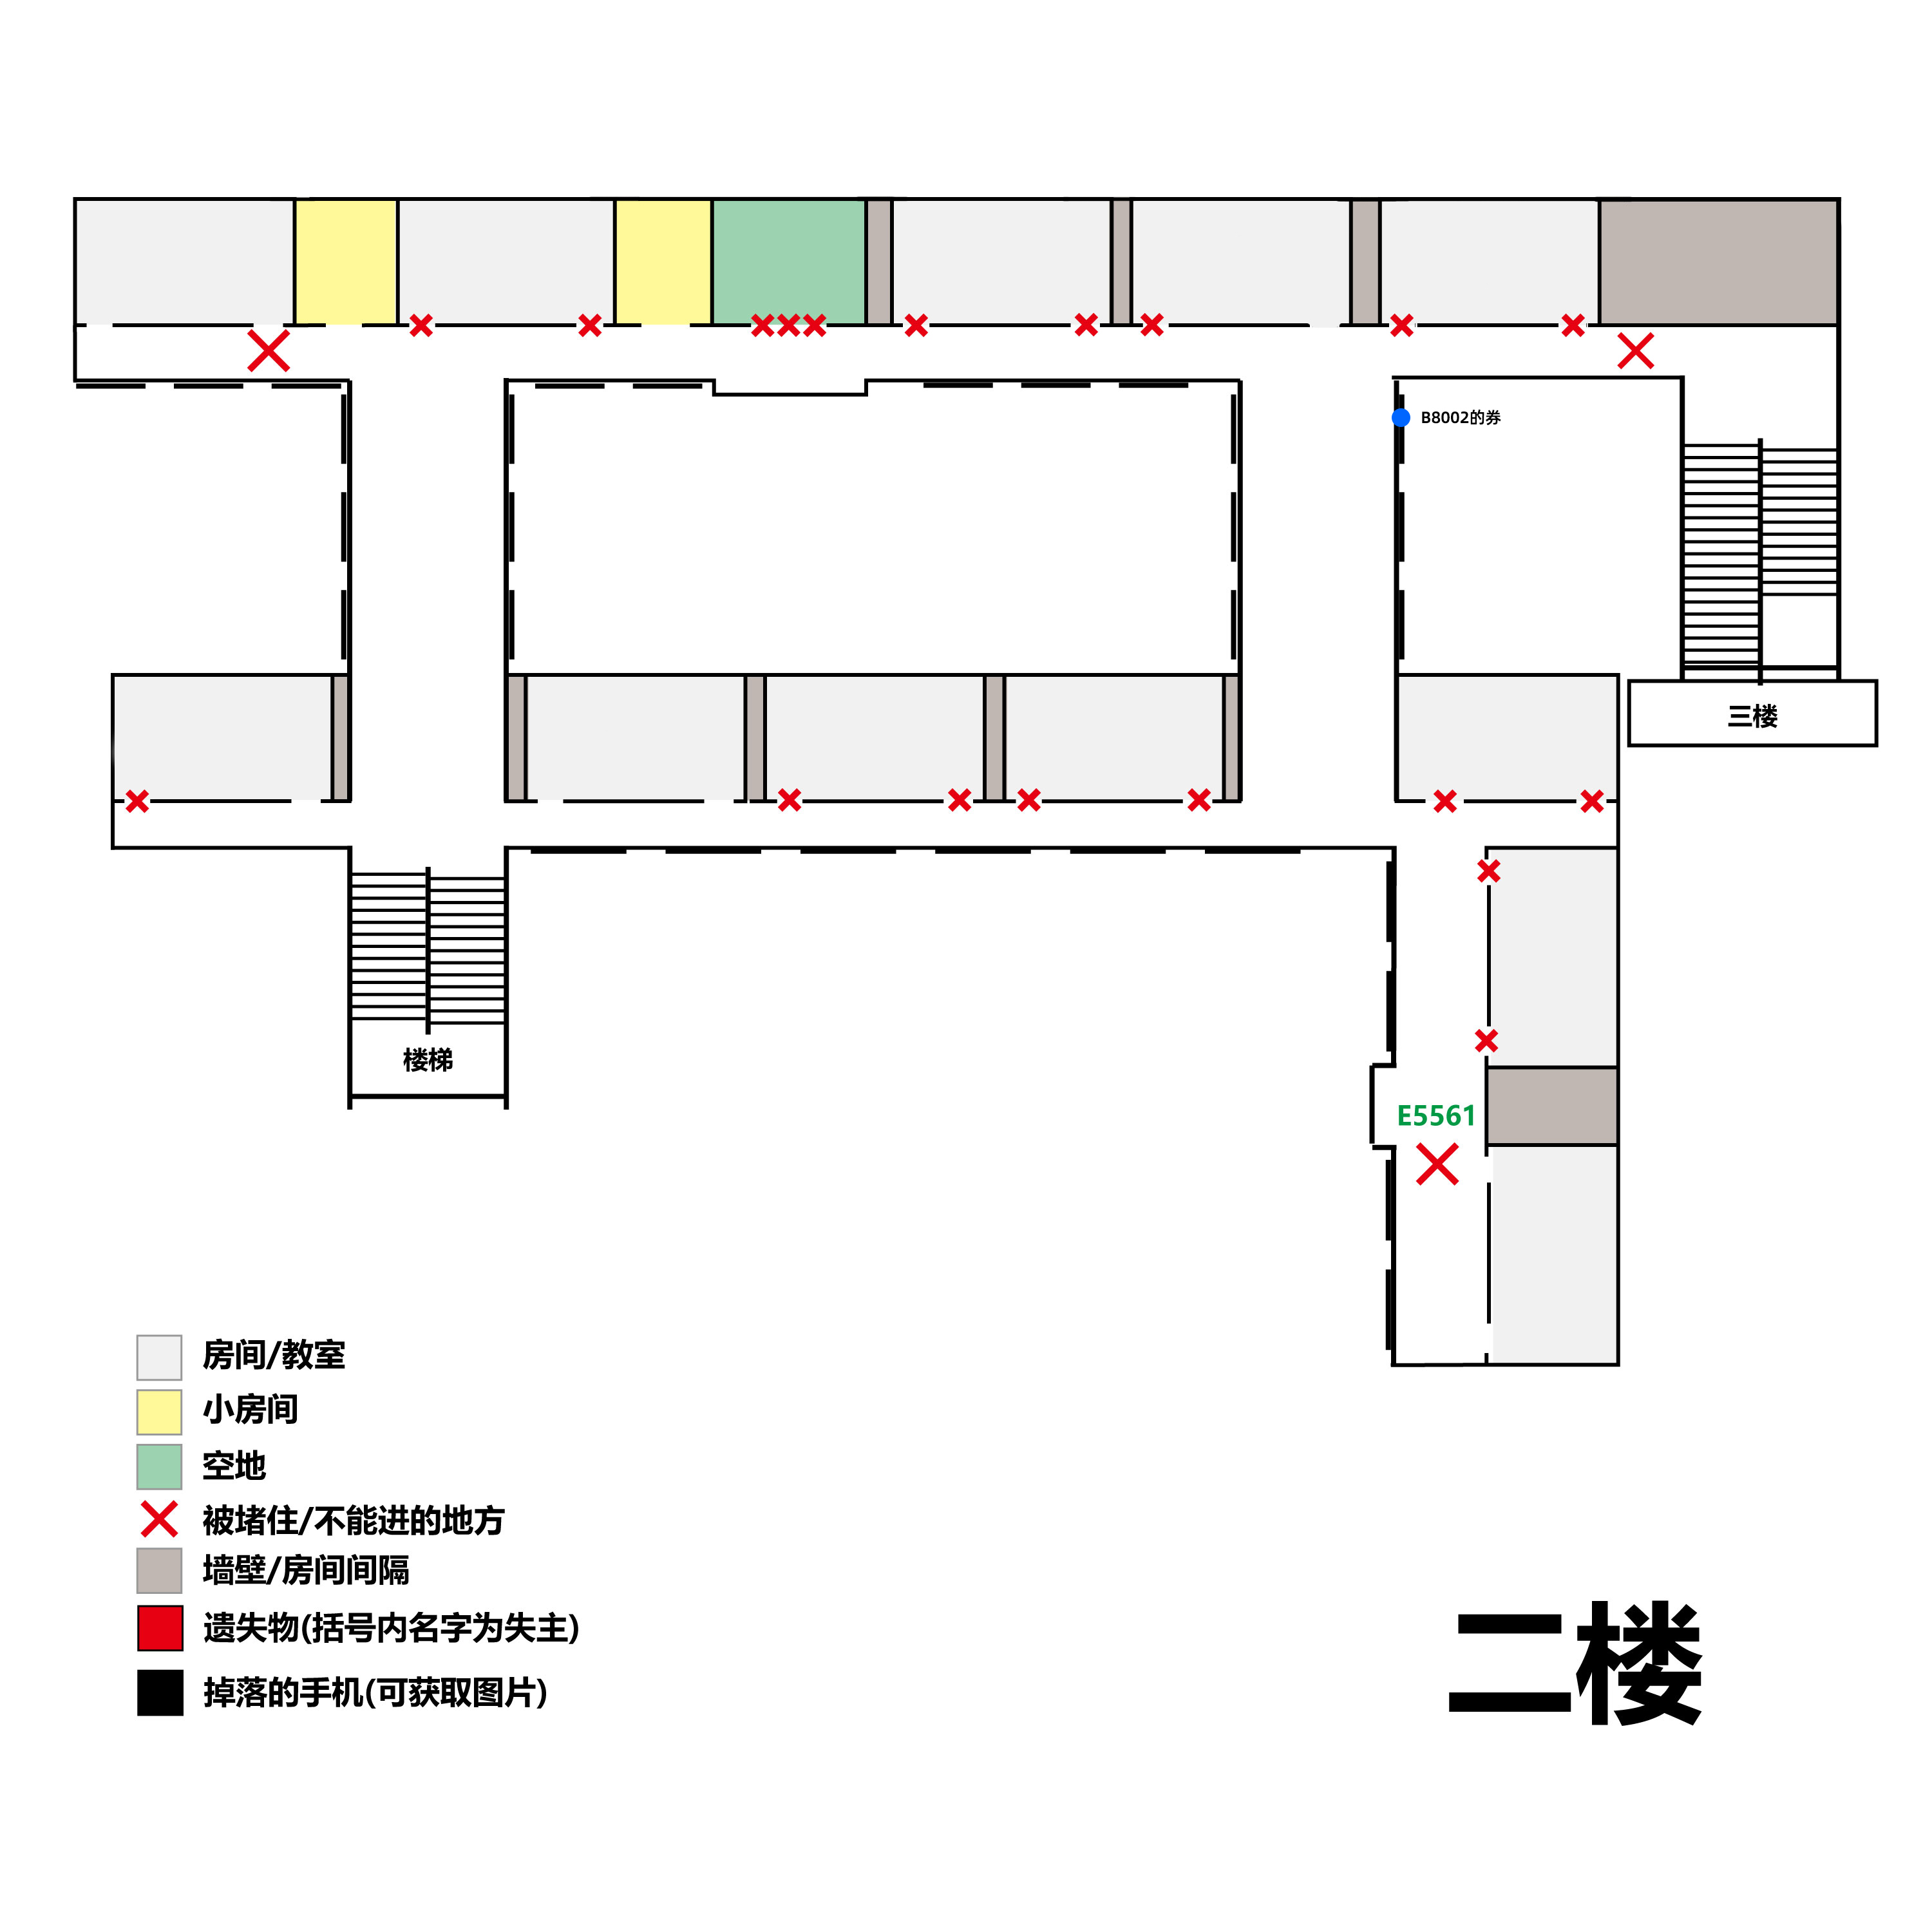 B8002的券
三楼
楼梯
E5561
房间/教室
小房间
空地
被堵住/不能进的地方
墙壁/房间间隔
遗失物(括号内名字为失主)
掉落的手机(可获取图片)
二楼